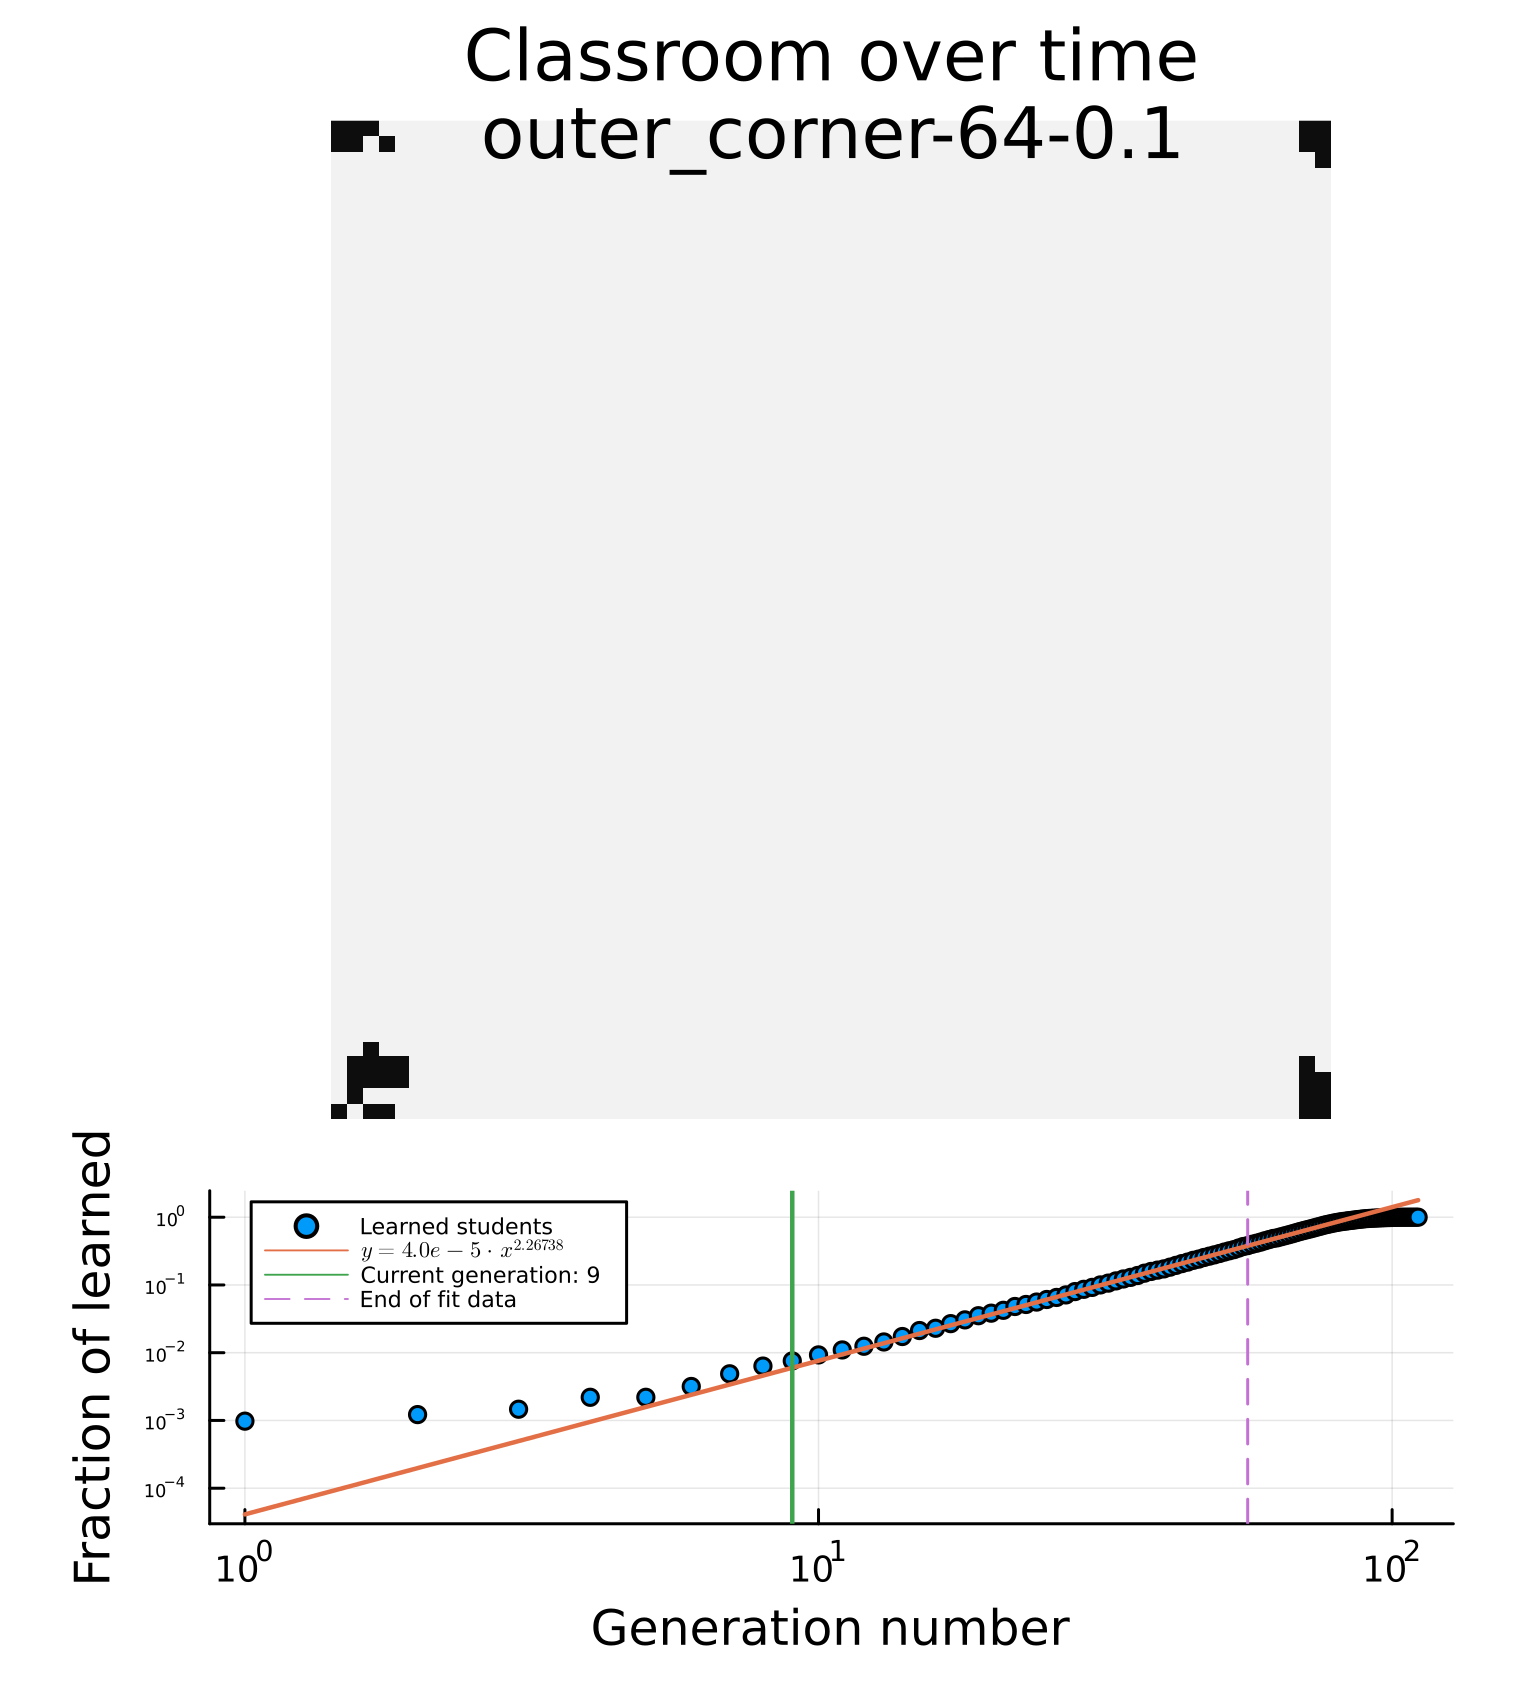 Classroom over time
outer_corner-64-0.1
Fraction of learned
10⁰
10⁻¹
10⁻²
10⁻³
10⁻⁴
Learned students
y = 4.0e − 5 · x^2.26738
Current generation: 9
End of fit data
10⁰ 10¹ 10²
Generation number